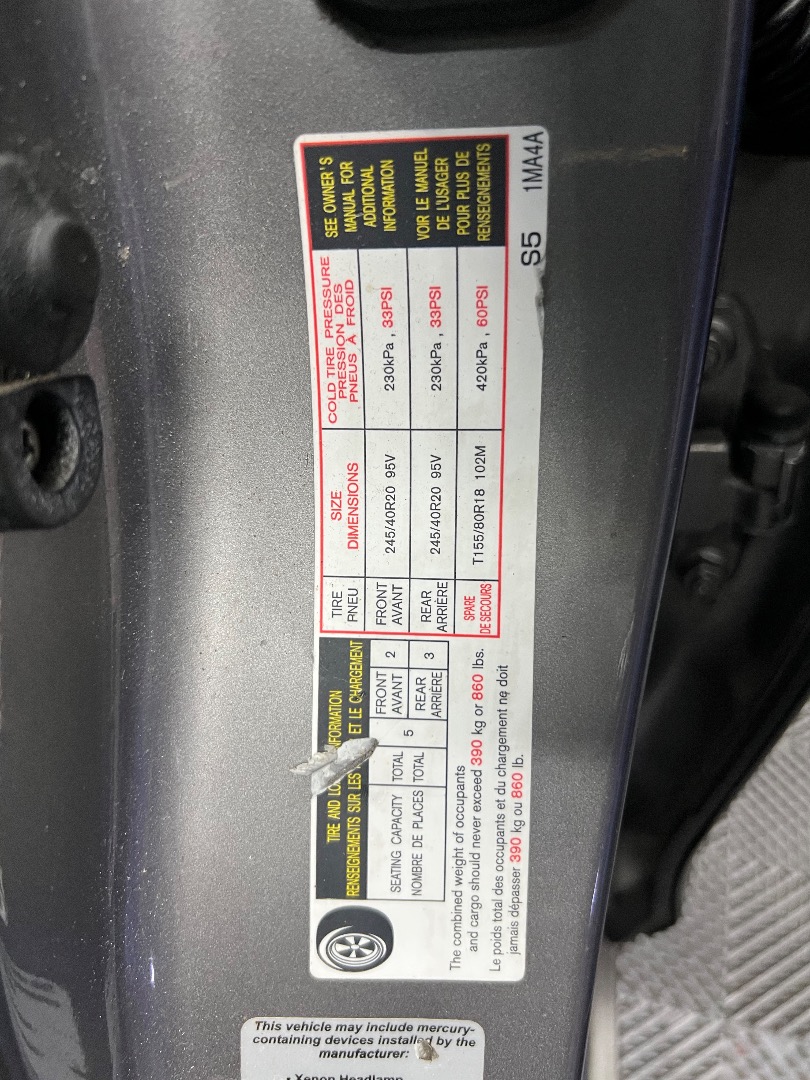 TIRE AND
INFORMATION
RENSEIGNEMENTS SUR LES
ET LE CHARGEMENT
SEATING CAPACITY
NOMBRE DE PLACES
TOTAL
TOTAL
5
FRONT
AVANT
2
REAR
ARRIÈRE
3
The combined weight of occupants
and cargo should never exceed 390 kg or 860 lbs.
Le poids total des occupants et du chargement ne doit
jamais dépasser 390 kg ou 860 lb.
TIRE
PNEU
SIZE
DIMENSIONS
COLD TIRE PRESSURE
PRESSION DES
PNEUS À FROID
FRONT
AVANT
245/40R20 95V
230kPa , 33PSI
REAR
ARRIÈRE
245/40R20 95V
230kPa , 33PSI
SPARE
DE SECOURS
T155/80R18 102M
420kPa , 60PSI
SEE OWNER'S
MANUAL FOR
ADDITIONAL
INFORMATION
VOIR LE MANUEL
DE L'USAGER
POUR PLUS DE
RENSEIGNEMENTS
S5 1MA4A
This vehicle may include mercury-
containing devices installed by the
manufacturer:
• Xenon Headlamp